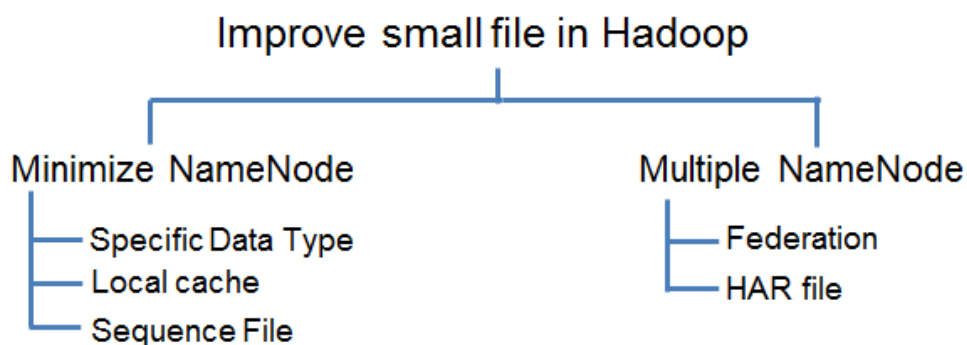 Improve small file in Hadoop
Minimize NameNode
Specific Data Type
Local cache
Sequence File
Multiple NameNode
Federation
HAR file